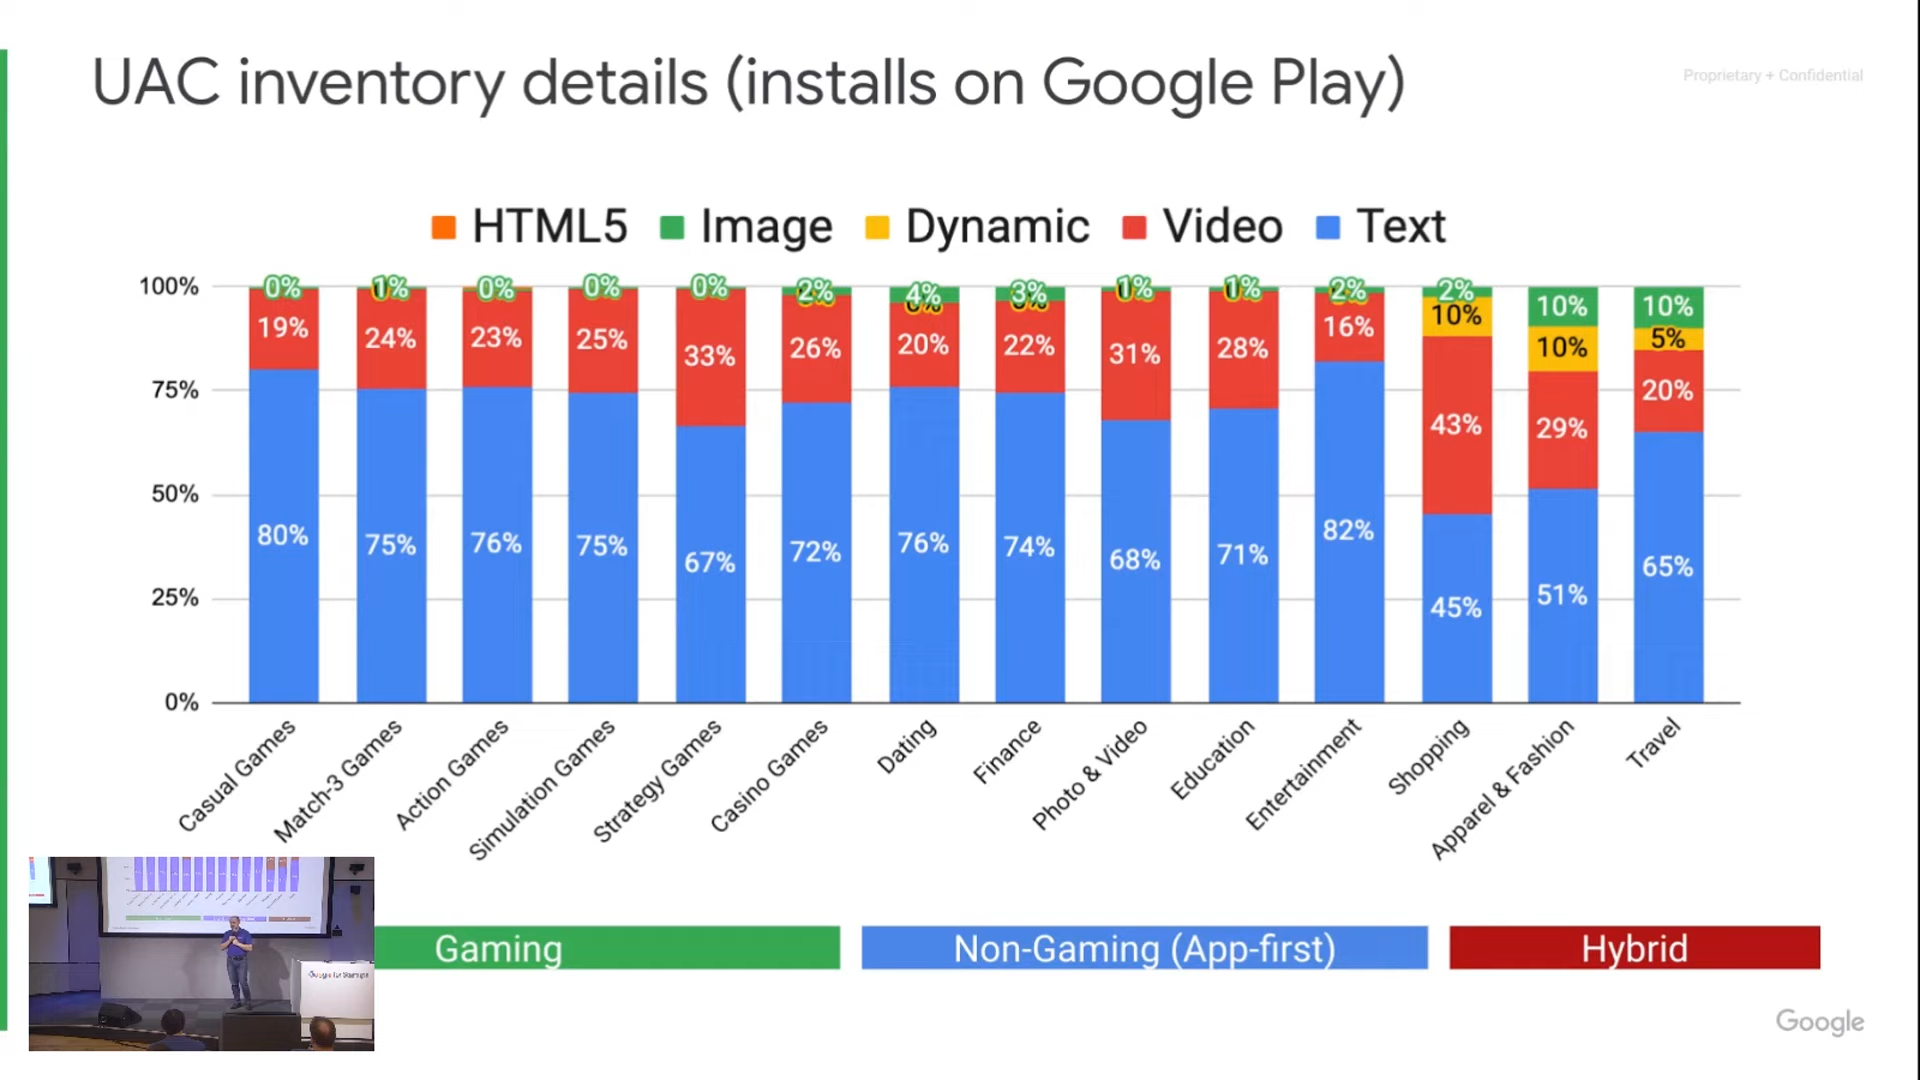 UAC inventory details (installs on Google Play)
Proprietary + Confidential
HTML5 Image Dynamic Video Text
100%
75%
50%
25%
0%
0% 1% 0% 0% 0% 2% 4% 3% 1% 1% 2% 2% 10% 10%
10% 10% 5%
19% 24% 23% 25% 33% 26% 20% 22% 31% 28% 16% 43% 29% 20%
80% 75% 76% 75% 67% 72% 76% 74% 68% 71% 82% 45% 51% 65%
Casual Games
Match-3 Games
Action Games
Simulation Games
Strategy Games
Casino Games
Dating
Finance
Photo & Video
Education
Entertainment
Shopping
Apparel & Fashion
Travel
Gaming
Non-Gaming (App-first)
Hybrid
Google for Startups
Google